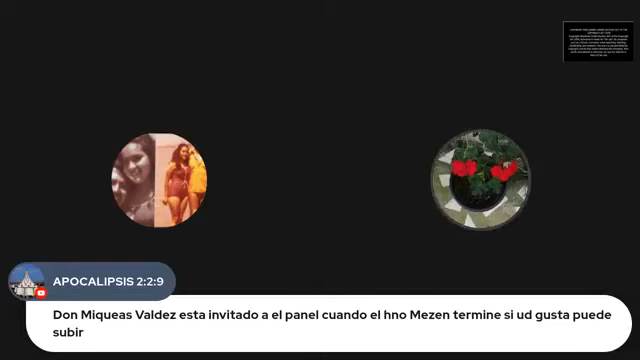 APOCALIPSIS 2:2:9
Don Miqueas Valdez esta invitado a el panel cuando el hno Mezen termine si ud gusta puede
subir